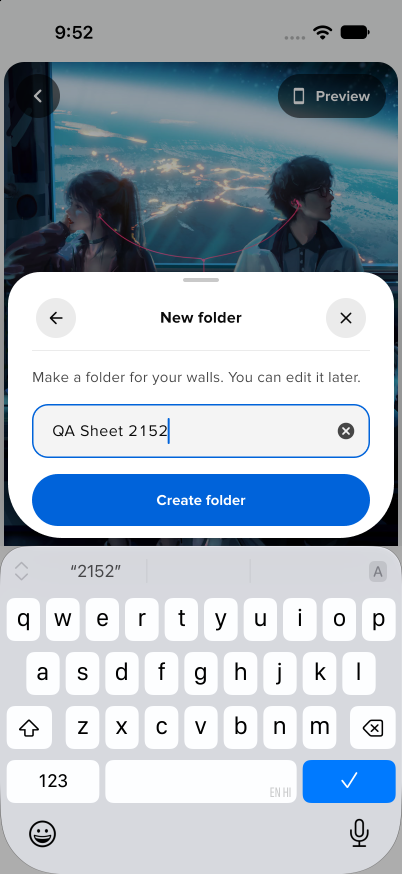 9:52
Preview
New folder
Make a folder for your walls. You can edit it later.
QA Sheet 2152
Create folder
“2152”
A
q w e r t y u i o p
a s d f g h j k l
z x c v b n m
123
EN HI